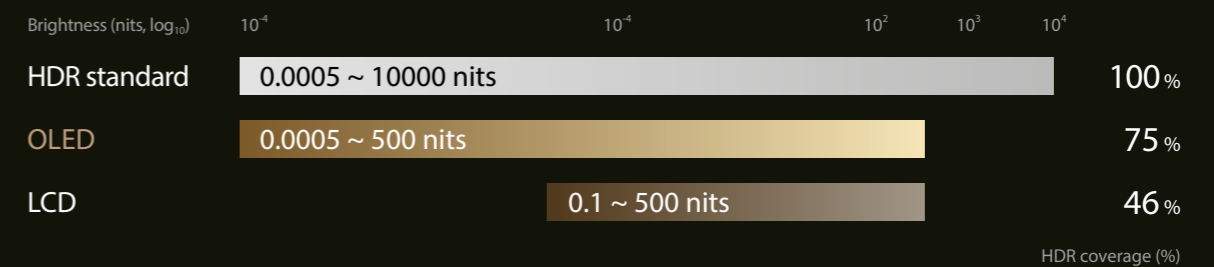 Brightness (nits, log₁₀) 10⁻⁴ 10⁻⁴ 10² 10³ 10⁴
HDR standard 0.0005 ~ 10000 nits 100 %
OLED 0.0005 ~ 500 nits 75 %
LCD 0.1 ~ 500 nits 46 %
HDR coverage (%)